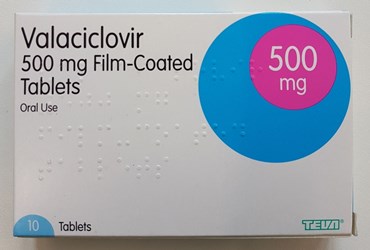 Valaciclovir
500 mg Film-Coated
Tablets
Oral Use
500
mg
10 Tablets
TEVA